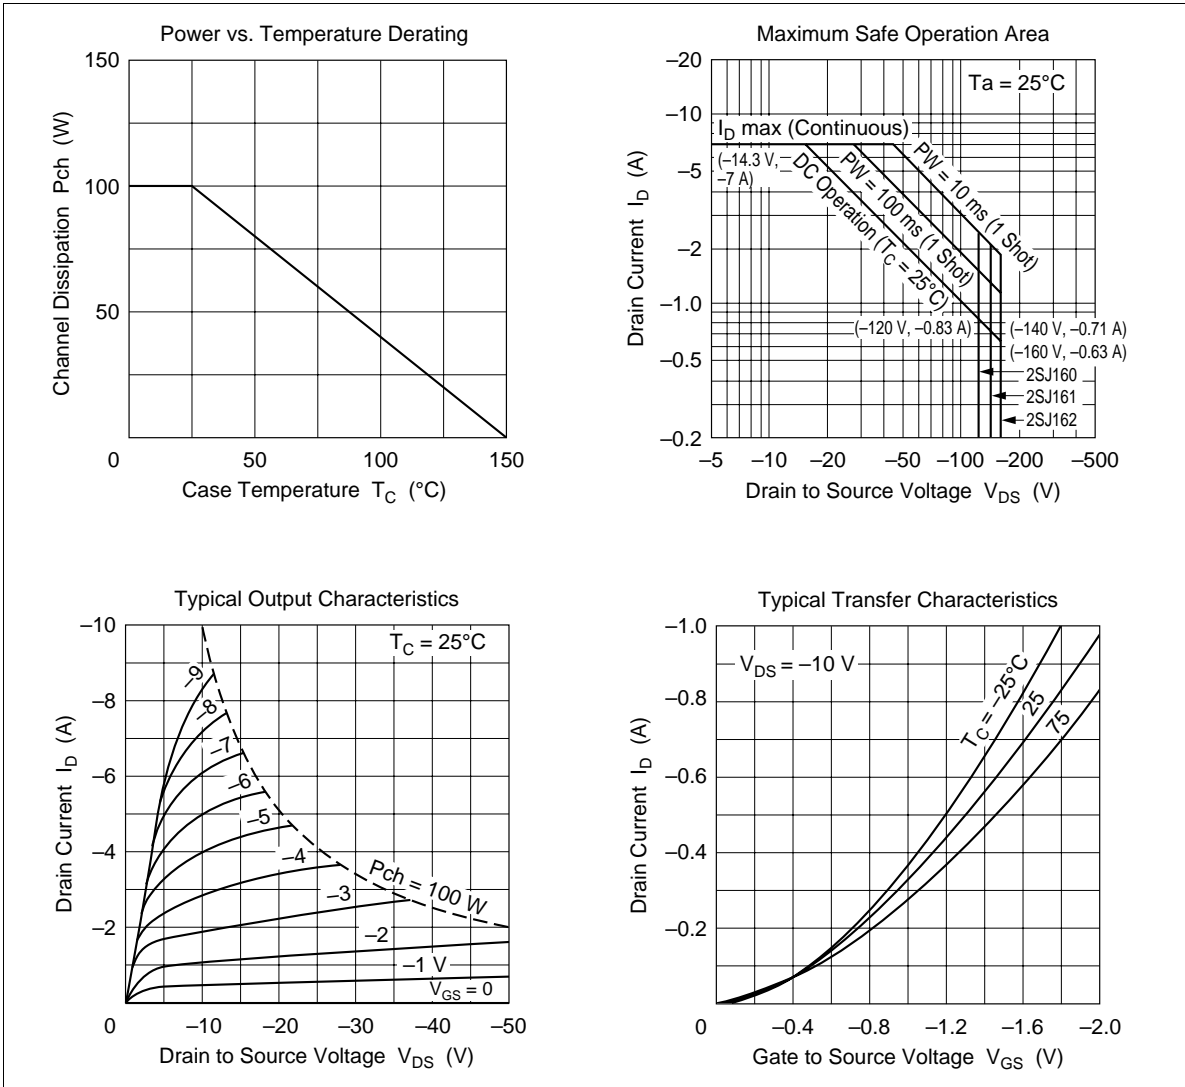 Power vs. Temperature Derating
150
100
50
0
50
100
150
Channel Dissipation Pch (W)
Case Temperature T_C (°C)
Maximum Safe Operation Area
Ta = 25°C
–20
–10
–5
–2
–1.0
–0.5
–0.2
Drain Current I_D (A)
I_D max (Continuous)
(–14.3 V,
–7 A)
PW = 10 ms (1 Shot)
PW = 100 ms (1 Shot)
DC Operation (T_C = 25°C)
(–120 V, –0.83 A)
(–140 V, –0.71 A)
(–160 V, –0.63 A)
2SJ160
2SJ161
2SJ162
–5
–10
–20
–50
–100
–200
–500
Drain to Source Voltage V_DS (V)
Typical Output Characteristics
T_C = 25°C
–10
–8
–6
–4
–2
0
Drain Current I_D (A)
–9
–8
–7
–6
–5
–4
–3
–2
–1 V
V_GS = 0
Pch = 100 W
–10
–20
–30
–40
–50
Drain to Source Voltage V_DS (V)
Typical Transfer Characteristics
V_DS = –10 V
T_C = –25°C
25
75
–1.0
–0.8
–0.6
–0.4
–0.2
0
Drain Current I_D (A)
–0.4
–0.8
–1.2
–1.6
–2.0
Gate to Source Voltage V_GS (V)